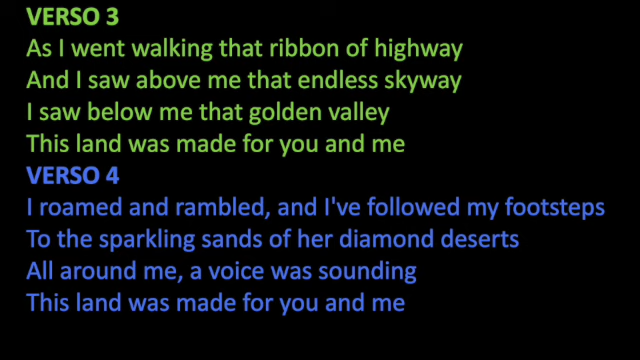 VERSO 3
As I went walking that ribbon of highway
And I saw above me that endless skyway
I saw below me that golden valley
This land was made for you and me
VERSO 4
I roamed and rambled, and I've followed my footsteps
To the sparkling sands of her diamond deserts
All around me, a voice was sounding
This land was made for you and me